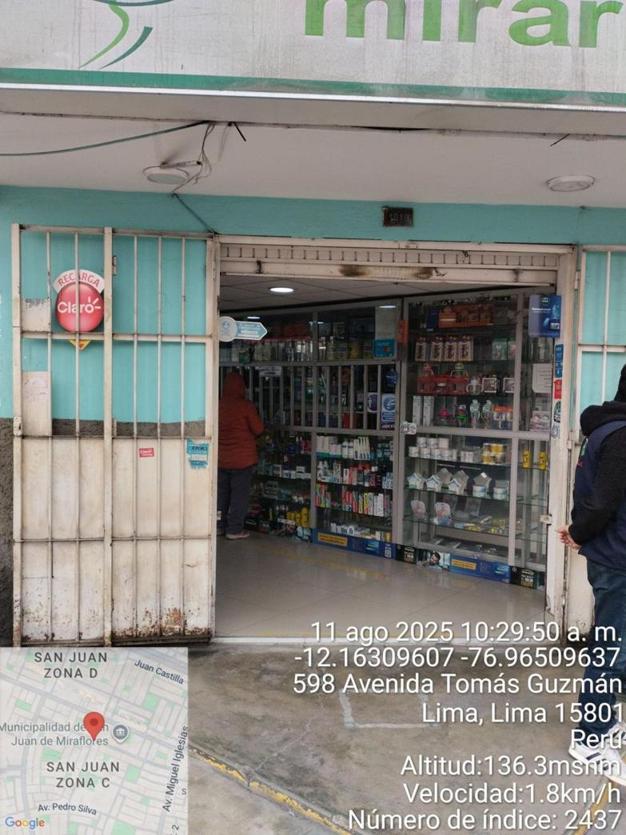 mirar
RECARGA
Claro
11 ago 2025 10:29:50 a. m.
-12.16309607 -76.96509637
598 Avenida Tomás Guzmán
Lima, Lima 15801
Perú
Altitud:136.3msnm
Velocidad:1.8km/h
Número de índice: 2437
SAN JUAN
ZONA D
Juan Castilla
Municipalidad de San
Juan de Miraflores
SAN JUAN
ZONA C
Av. Miguel Iglesias
Av. Pedro Silva
Google